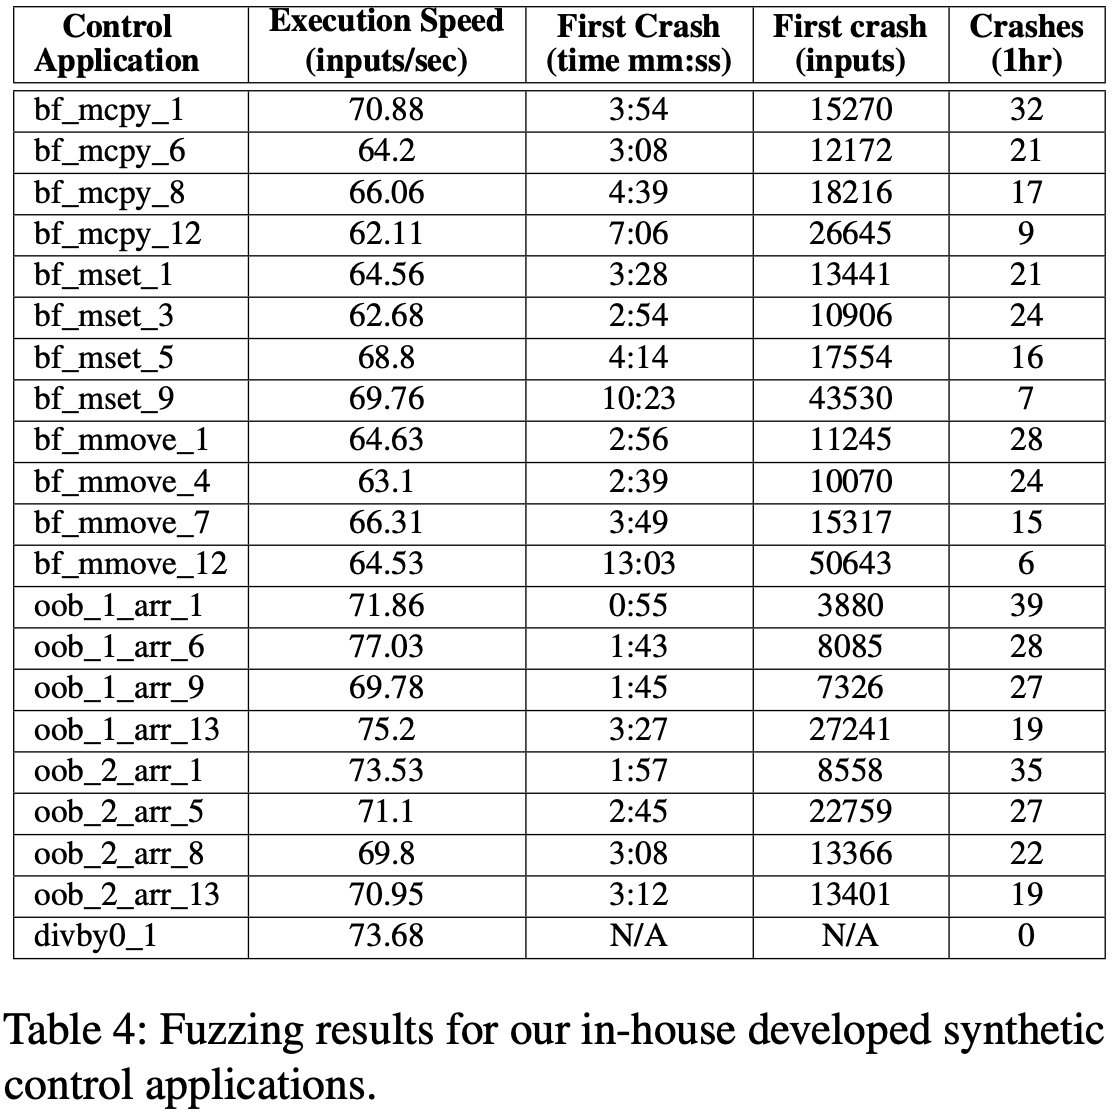 Control Application | Execution Speed (inputs/sec) | First Crash (time mm:ss) | First crash (inputs) | Crashes (1hr)
bf_mcpy_1 | 70.88 | 3:54 | 15270 | 32
bf_mcpy_6 | 64.2 | 3:08 | 12172 | 21
bf_mcpy_8 | 66.06 | 4:39 | 18216 | 17
bf_mcpy_12 | 62.11 | 7:06 | 26645 | 9
bf_mset_1 | 64.56 | 3:28 | 13441 | 21
bf_mset_3 | 62.68 | 2:54 | 10906 | 24
bf_mset_5 | 68.8 | 4:14 | 17554 | 16
bf_mset_9 | 69.76 | 10:23 | 43530 | 7
bf_mmove_1 | 64.63 | 2:56 | 11245 | 28
bf_mmove_4 | 63.1 | 2:39 | 10070 | 24
bf_mmove_7 | 66.31 | 3:49 | 15317 | 15
bf_mmove_12 | 64.53 | 13:03 | 50643 | 6
oob_1_arr_1 | 71.86 | 0:55 | 3880 | 39
oob_1_arr_6 | 77.03 | 1:43 | 8085 | 28
oob_1_arr_9 | 69.78 | 1:45 | 7326 | 27
oob_1_arr_13 | 75.2 | 3:27 | 27241 | 19
oob_2_arr_1 | 73.53 | 1:57 | 8558 | 35
oob_2_arr_5 | 71.1 | 2:45 | 22759 | 27
oob_2_arr_8 | 69.8 | 3:08 | 13366 | 22
oob_2_arr_13 | 70.95 | 3:12 | 13401 | 19
divby0_1 | 73.68 | N/A | N/A | 0
Table 4: Fuzzing results for our in-house developed synthetic
control applications.